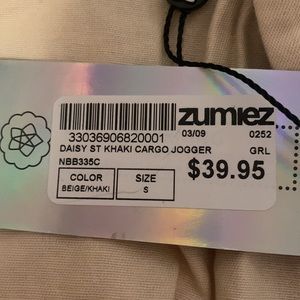 zumiez
33036906820001 03/09 0252
DAISY ST KHAKI CARGO JOGGER GRL
NBB335C
COLOR SIZE $39.95
BEIGE/KHAKI S